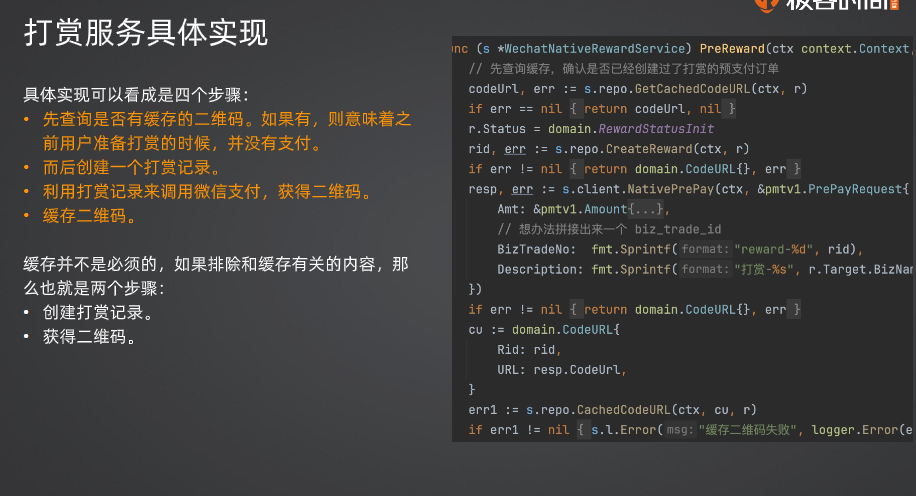 极客时间
打赏服务具体实现
具体实现可以看成是四个步骤：
• 先查询是否有缓存的二维码。如果有，则意味着之
前用户准备打赏的时候，并没有支付。
• 而后创建一个打赏记录。
• 利用打赏记录来调用微信支付，获得二维码。
• 缓存二维码。
缓存并不是必须的，如果排除和缓存有关的内容，那
么也就是两个步骤：
• 创建打赏记录。
• 获得二维码。
unc (s *WechatNativeRewardService) PreReward(ctx context.Context,
// 先查询缓存，确认是否已经创建过了打赏的预支付订单
codeUrl, err := s.repo.GetCachedCodeURL(ctx, r)
if err == nil { return codeUrl, nil }
r.Status = domain.RewardStatusInit
rid, err := s.repo.CreateReward(ctx, r)
if err != nil { return domain.CodeURL{}, err }
resp, err := s.client.NativePrePay(ctx, &pmtv1.PrePayRequest{
Amt: &pmtv1.Amount{...},
// 想办法拼接出来一个 biz_trade_id
BizTradeNo: fmt.Sprintf( format: "reward-%d", rid),
Description: fmt.Sprintf( format: "打赏-%s", r.Target.BizNam
})
if err != nil { return domain.CodeURL{}, err }
cu := domain.CodeURL{
Rid: rid,
URL: resp.CodeUrl,
}
err1 := s.repo.CachedCodeURL(ctx, cu, r)
if err1 != nil { s.l.Error( msg: "缓存二维码失败", logger.Error(e